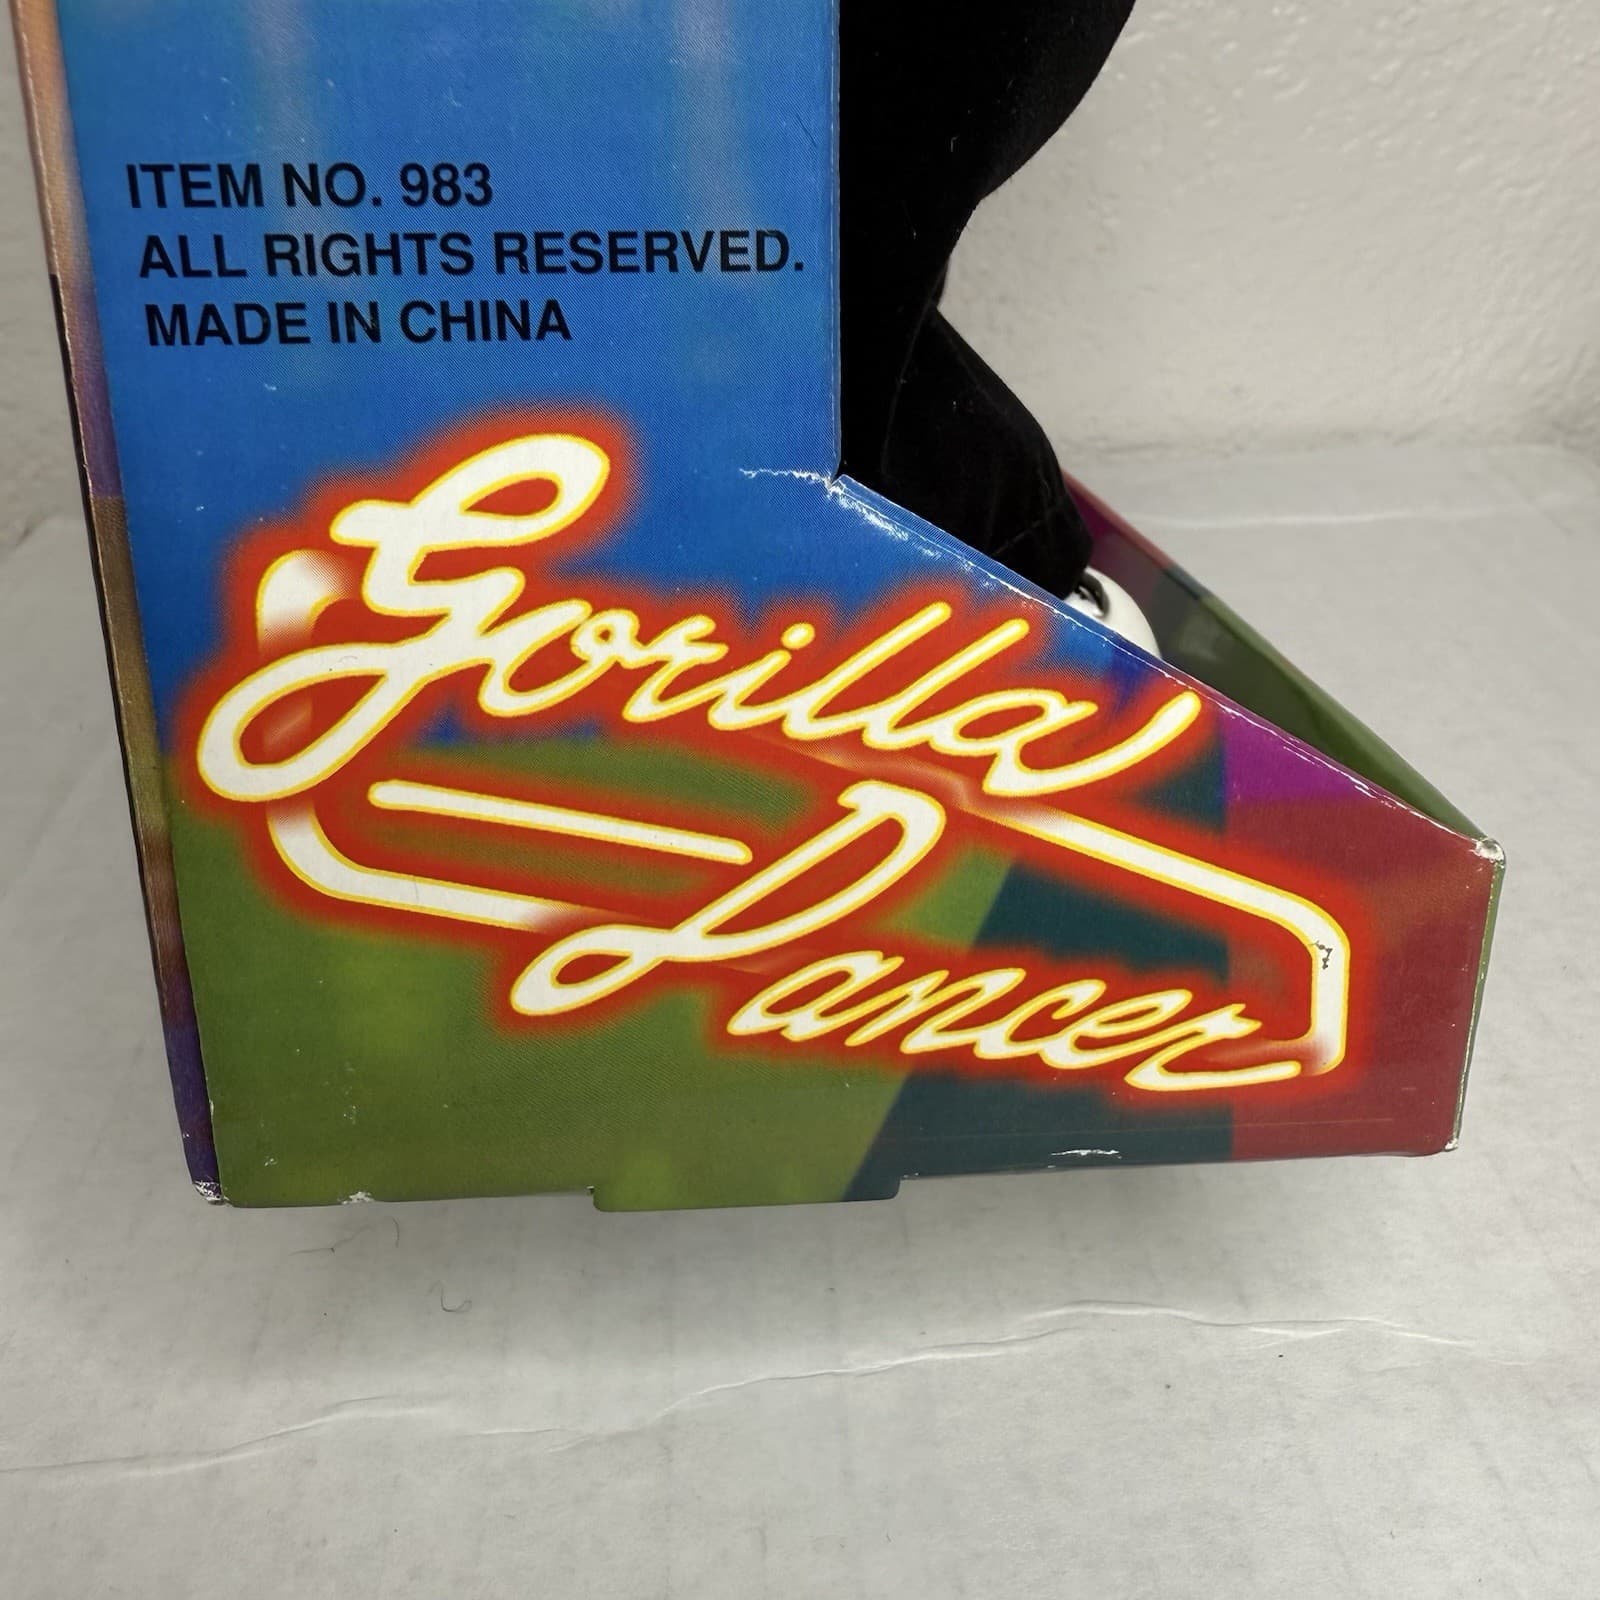 ITEM NO. 983
ALL RIGHTS RESERVED.
MADE IN CHINA
Gorilla
Dancer